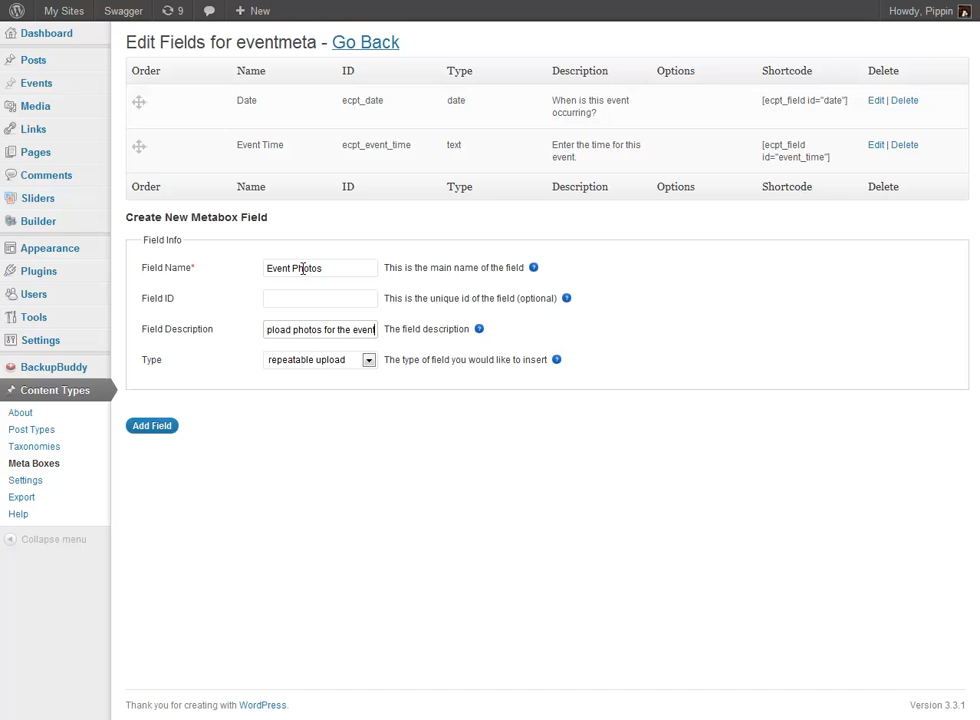 My Sites Swagger 9 + New Howdy, Pippin
Dashboard
Posts
Events
Media
Links
Pages
Comments
Sliders
Builder
Appearance
Plugins
Users
Tools
Settings
BackupBuddy
Content Types
About
Post Types
Taxonomies
Meta Boxes
Settings
Export
Help
Collapse menu
Edit Fields for eventmeta - Go Back
Order Name ID Type Description Options Shortcode Delete
Date ecpt_date date When is this event [ecpt_field id="date"] Edit | Delete
occurring?
Event Time ecpt_event_time text Enter the time for this [ecpt_field Edit | Delete
event. id="event_time"]
Order Name ID Type Description Options Shortcode Delete
Create New Metabox Field
Field Info
Field Name* Event Photos This is the main name of the field ?
Field ID This is the unique id of the field (optional) ?
Field Description pload photos for the event The field description ?
Type repeatable upload The type of field you would like to insert ?
Add Field
Thank you for creating with WordPress. Version 3.3.1